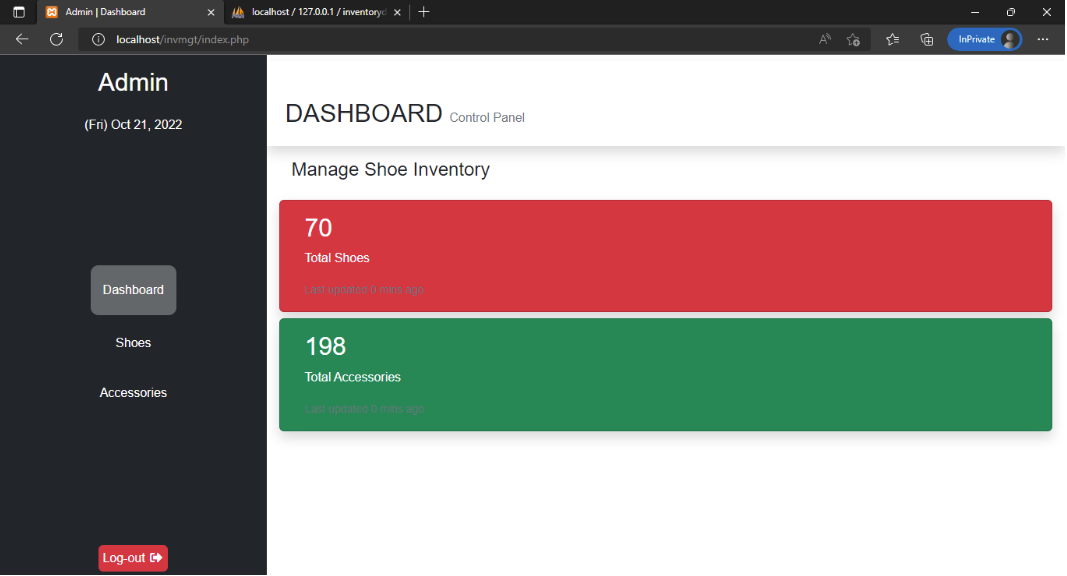 Admin | Dashboard
localhost / 127.0.0.1 / inventoryd
localhost/invmgt/index.php
InPrivate
Admin
(Fri) Oct 21, 2022
Dashboard
Shoes
Accessories
Log-out
DASHBOARD Control Panel
Manage Shoe Inventory
70
Total Shoes
Last updated 0 mins ago
198
Total Accessories
Last updated 0 mins ago